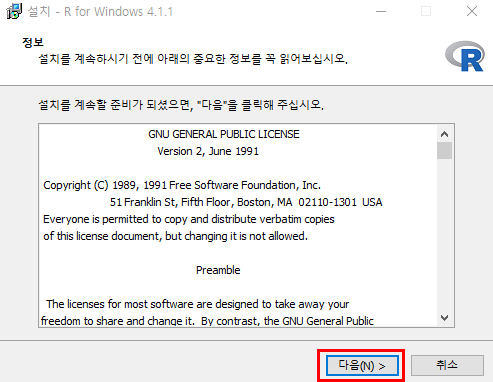 설치 - R for Windows 4.1.1
정보
설치를 계속하시기 전에 아래의 중요한 정보를 꼭 읽어보십시오.
R
설치를 계속할 준비가 되셨으면, "다음"을 클릭해 주십시오.
GNU GENERAL PUBLIC LICENSE
Version 2, June 1991
Copyright (C) 1989, 1991 Free Software Foundation, Inc.
51 Franklin St, Fifth Floor, Boston, MA  02110-1301  USA
Everyone is permitted to copy and distribute verbatim copies
of this license document, but changing it is not allowed.
Preamble
The licenses for most software are designed to take away your
freedom to share and change it.  By contrast, the GNU General Public
다음(N) >
취소